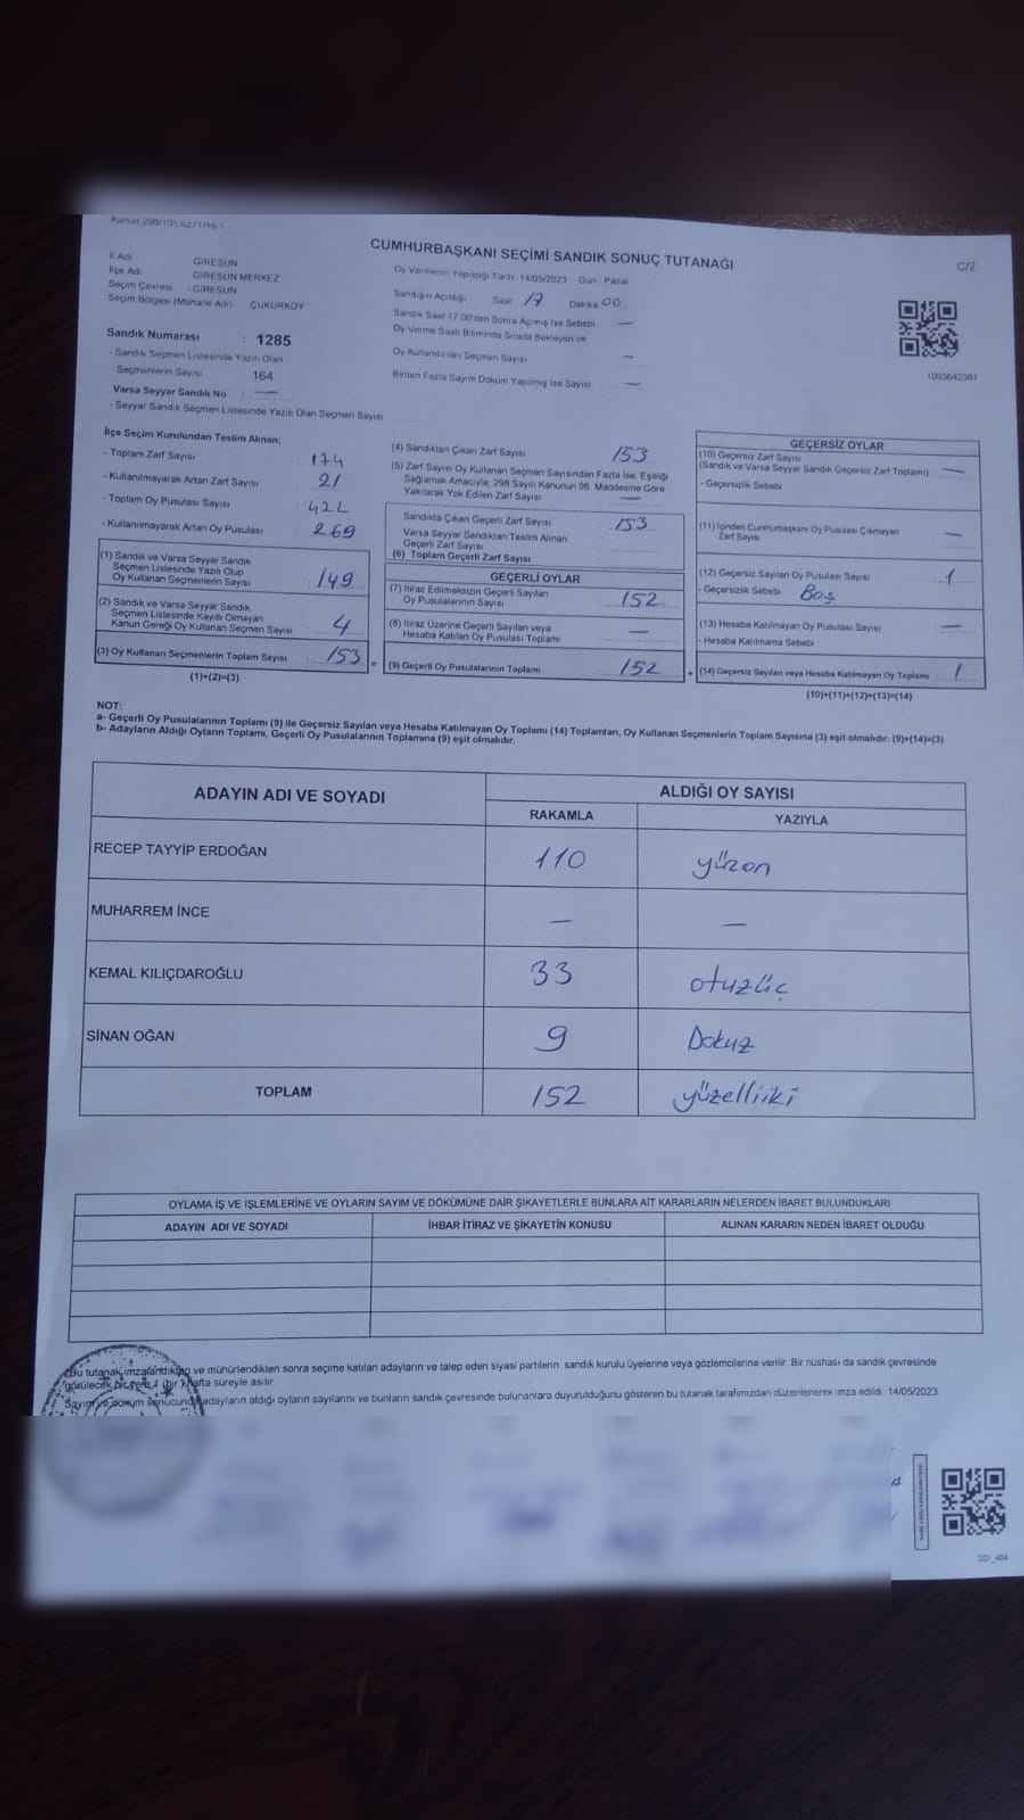 CUMHURBAŞKANI SEÇİMİ SANDIK SONUÇ TUTANAĞI
C/2
İl Adı GİRESUN
İlçe Adı GİRESUN MERKEZ
Seçim Çevresi GİRESUN
Seçim Bölgesi (Muhtarlık Adı) ÇUKURKÖY
Oy Verilenin Yapıldığı Tarih 14/05/2023 Gün Pazar
Sandığın Açıldığı Saat 17 Dakika 00
Sandık Saat 17.00'den Sonra Açılmış İse Sebebi —
Oy Verme Saati Bitiminde Sırada Bekleyen ve
Oy Kullandırılan Seçmen Sayısı —
Birden Fazla Sayım Döküm Yapılmış İse Sayısı —
Sandık Numarası : 1285
- Sandık Seçmen Listesinde Yazılı Olan
Seçmenlerin Sayısı 164
Varsa Seyyar Sandık No : —
- Seyyar Sandık Seçmen Listesinde Yazılı Olan Seçmen Sayısı
İlçe Seçim Kurulundan Teslim Alınan;
- Toplam Zarf Sayısı 174
- Kullanılmayarak Artan Zarf Sayısı 21
- Toplam Oy Pusulası Sayısı 422
- Kullanılmayarak Artan Oy Pusulası 269
(1) Sandık ve Varsa Seyyar Sandık
Seçmen Listesinde Yazılı Olup
Oy Kullanan Seçmenlerin Sayısı 149
(2) Sandık ve Varsa Seyyar Sandık
Seçmen Listesinde Kayıtlı Olmayan
Kanun Gereği Oy Kullanan Seçmen Sayısı 4
(3) Oy Kullanan Seçmenlerin Toplam Sayısı 153
(1)+(2)=(3)
(4) Sandıktan Çıkan Zarf Sayısı 153
(5) Zarf Sayısı Oy Kullanan Seçmen Sayısından Fazla İse, Eşitliği
Sağlamak Amacıyla, 298 Sayılı Kanunun 98. Maddesine Göre
Yakılarak Yok Edilen Zarf Sayısı —
Sandıkta Çıkan Geçerli Zarf Sayısı 153
Varsa Seyyar Sandıktan Teslim Alınan
Geçerli Zarf Sayısı
(6) Toplam Geçerli Zarf Sayısı
GEÇERLİ OYLAR
(7) İtiraz Edilmeksizin Geçerli Sayılan
Oy Pusulalarının Sayısı 152
(8) İtiraz Üzerine Geçerli Sayılan veya
Hesaba Katılan Oy Pusulası Toplamı —
= (9) Geçerli Oy Pusulalarının Toplamı 152
GEÇERSİZ OYLAR
(10) Geçersiz Zarf Sayısı
(Sandık ve Varsa Seyyar Sandık Geçersiz Zarf Toplamı) —
- Geçersizlik Sebebi
(11) İçinden Cumhurbaşkanı Oy Pusulası Çıkmayan
Zarf Sayısı —
(12) Geçersiz Sayılan Oy Pusulası Sayısı 1
- Geçersizlik Sebebi Boş
(13) Hesaba Katılmayan Oy Pusulası Sayısı —
- Hesaba Katılmama Sebebi
+ (14) Geçersiz Sayılan veya Hesaba Katılmayan Oy Toplamı 1
(10)+(11)+(12)+(13)=(14)
NOT:
a- Geçerli Oy Pusulalarının Toplamı (9) ile Geçersiz Sayılan veya Hesaba Katılmayan Oy Toplamı (14) Toplamları, Oy Kullanan Seçmenlerin Toplam Sayısına (3) eşit olmalıdır. (9)+(14)=(3)
b- Adayların Aldığı Oyların Toplamı, Geçerli Oy Pusulalarının Toplamına (9) eşit olmalıdır.
ADAYIN ADI VE SOYADI ALDIĞI OY SAYISI
RAKAMLA YAZIYLA
RECEP TAYYİP ERDOĞAN 110 yüzon
MUHARREM İNCE — —
KEMAL KILIÇDAROĞLU 33 otuzüç
SİNAN OĞAN 9 Dokuz
TOPLAM 152 yüzelliiki
OYLAMA İŞ VE İŞLEMLERİNE VE OYLARIN SAYIM VE DÖKÜMÜNE DAİR ŞİKAYETLERLE BUNLARA AİT KARARLARIN NELERDEN İBARET BULUNDUKLARI
ADAYIN ADI VE SOYADI İHBAR İTİRAZ VE ŞİKAYETİN KONUSU ALINAN KARARIN NEDEN İBARET OLDUĞU
İşbu tutanak imzalandıktan ve mühürlendikten sonra seçime katılan adayların ve talep eden siyasi partilerin sandık kurulu üyelerine veya gözlemcilerine verilir. Bir nüshası da sandık çevresinde
görülecek bir yere 1 (bir) hafta süreyle asılır.
Sayım ve döküm sonucunda adayların aldığı oyların sayılarını ve bunların sandık çevresinde bulunanlara duyurulduğunu gösteren bu tutanak tarafımızdan düzenlenerek imza edildi. 14/05/2023